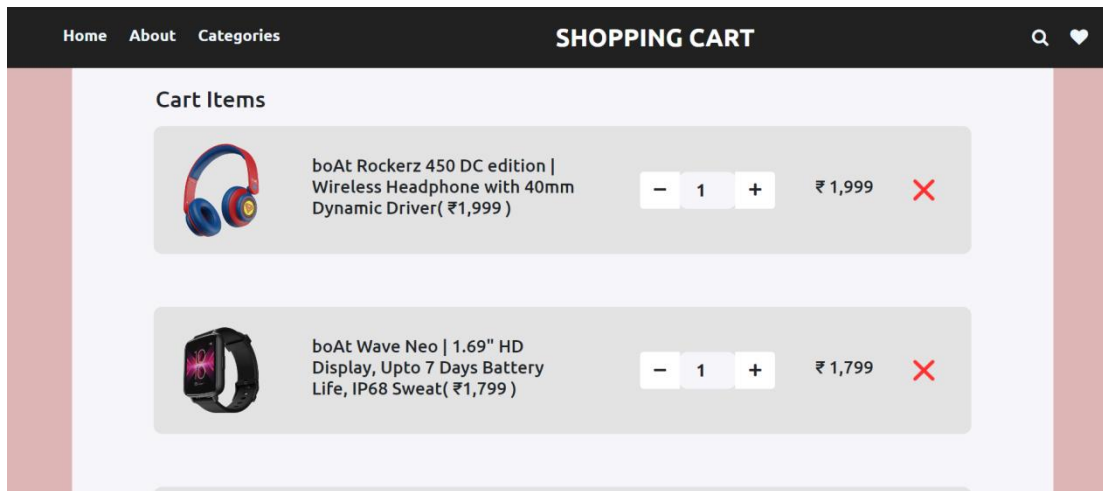 Home About Categories SHOPPING CART
Cart Items
boAt Rockerz 450 DC edition |
Wireless Headphone with 40mm
Dynamic Driver( ₹1,999 )
− 1 + ₹ 1,999
boAt Wave Neo | 1.69" HD
Display, Upto 7 Days Battery
Life, IP68 Sweat( ₹1,799 )
− 1 + ₹ 1,799